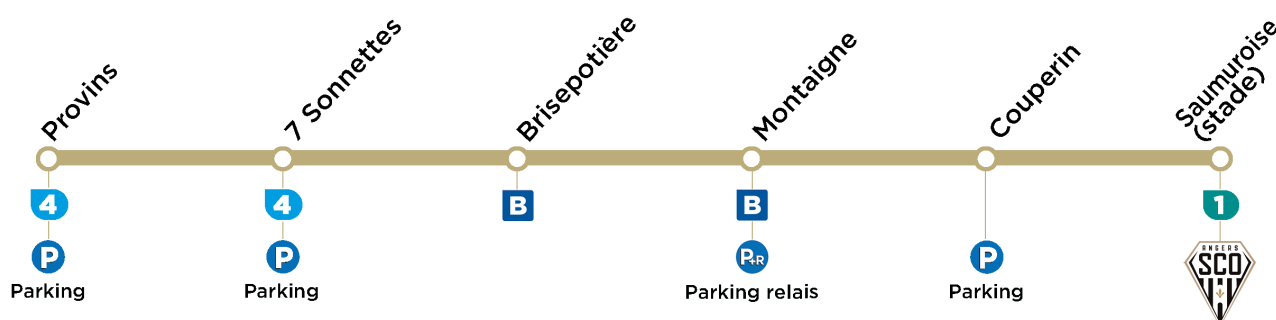 Provins
7 Sonnettes
Brisepotière
Montaigne
Couperin
Saumuroise
(stade)
4
4
B
B
1
P
P
P+R
P
ANGERS
SCO
Parking
Parking
Parking relais
Parking